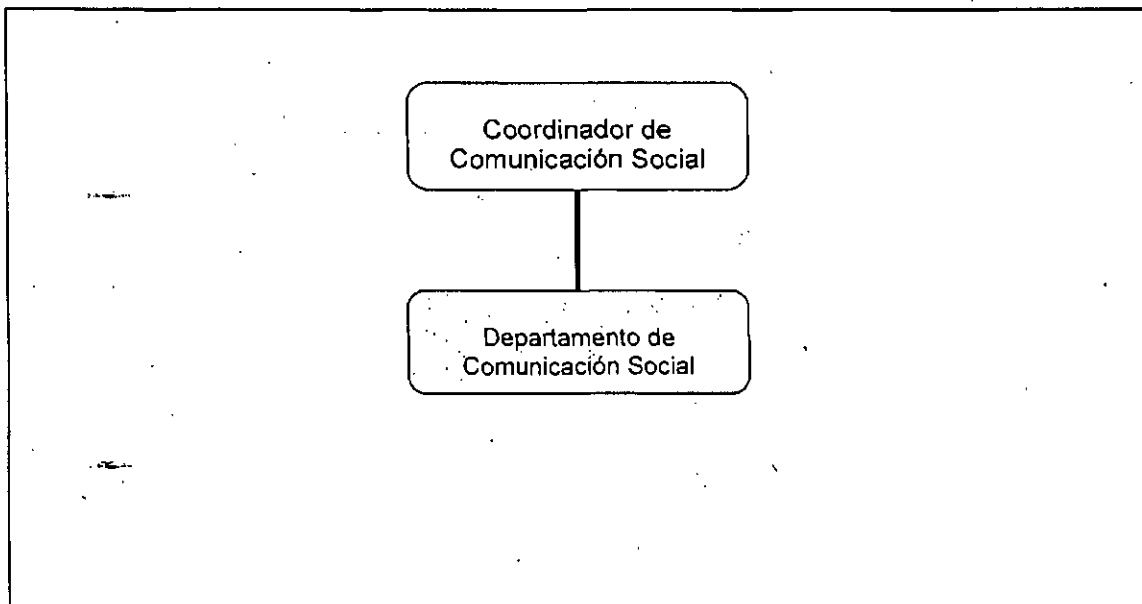 Coordinador de
Comunicación Social
Departamento de
Comunicación Social